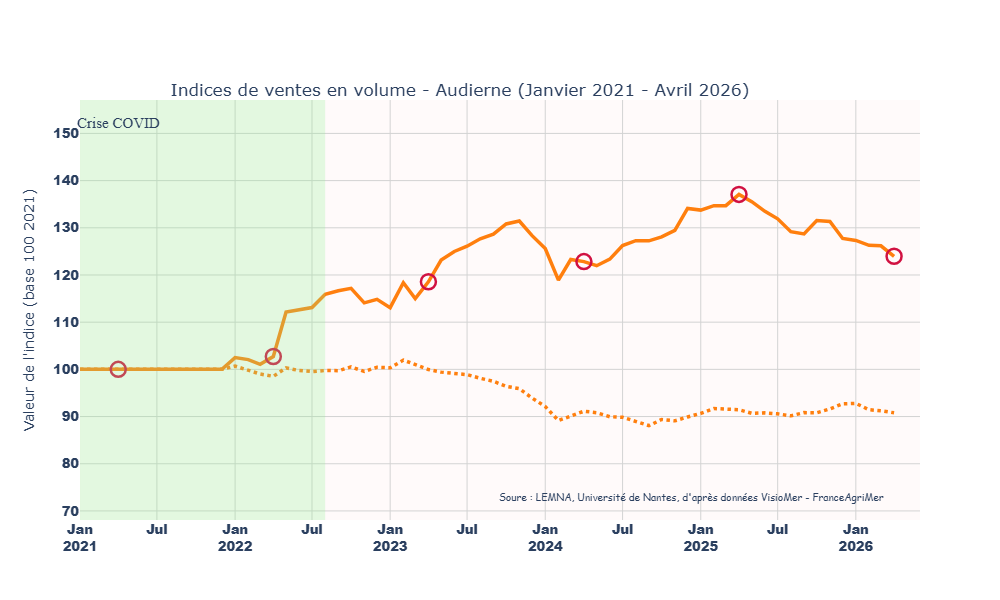 Indices de ventes en volume - Audierne (Janvier 2021 - Avril 2026)
Crise COVID
Valeur de l'indice (base 100 2021)
150
140
130
120
110
100
90
80
70
Soure : LEMNA, Université de Nantes, d'après données VisioMer - FranceAgriMer
Jan Jul Jan Jul Jan Jul Jan Jul Jan Jul Jan
2021 2022 2023 2024 2025 2026